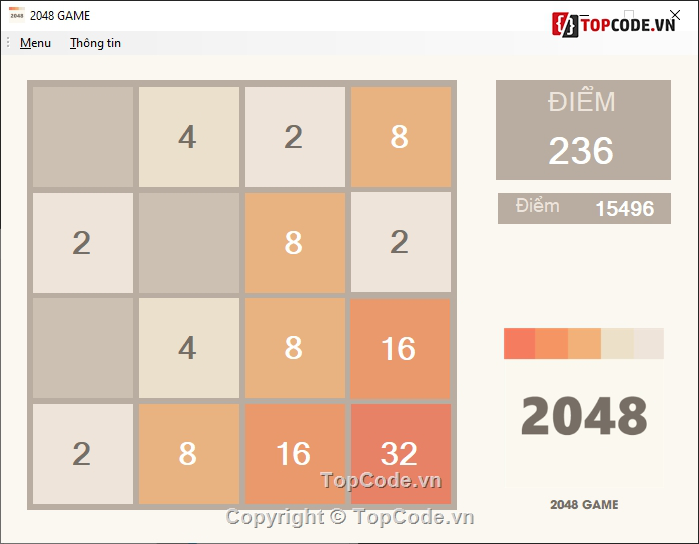 2048 GAME
TOPCODE.VN
Menu Thông tin
4 2 8
2 8 2
4 8 16
2 8 16 32
ĐIỂM
236
Điểm 15496
2048
2048 GAME
TopCode.vn
Copyright © TopCode.vn